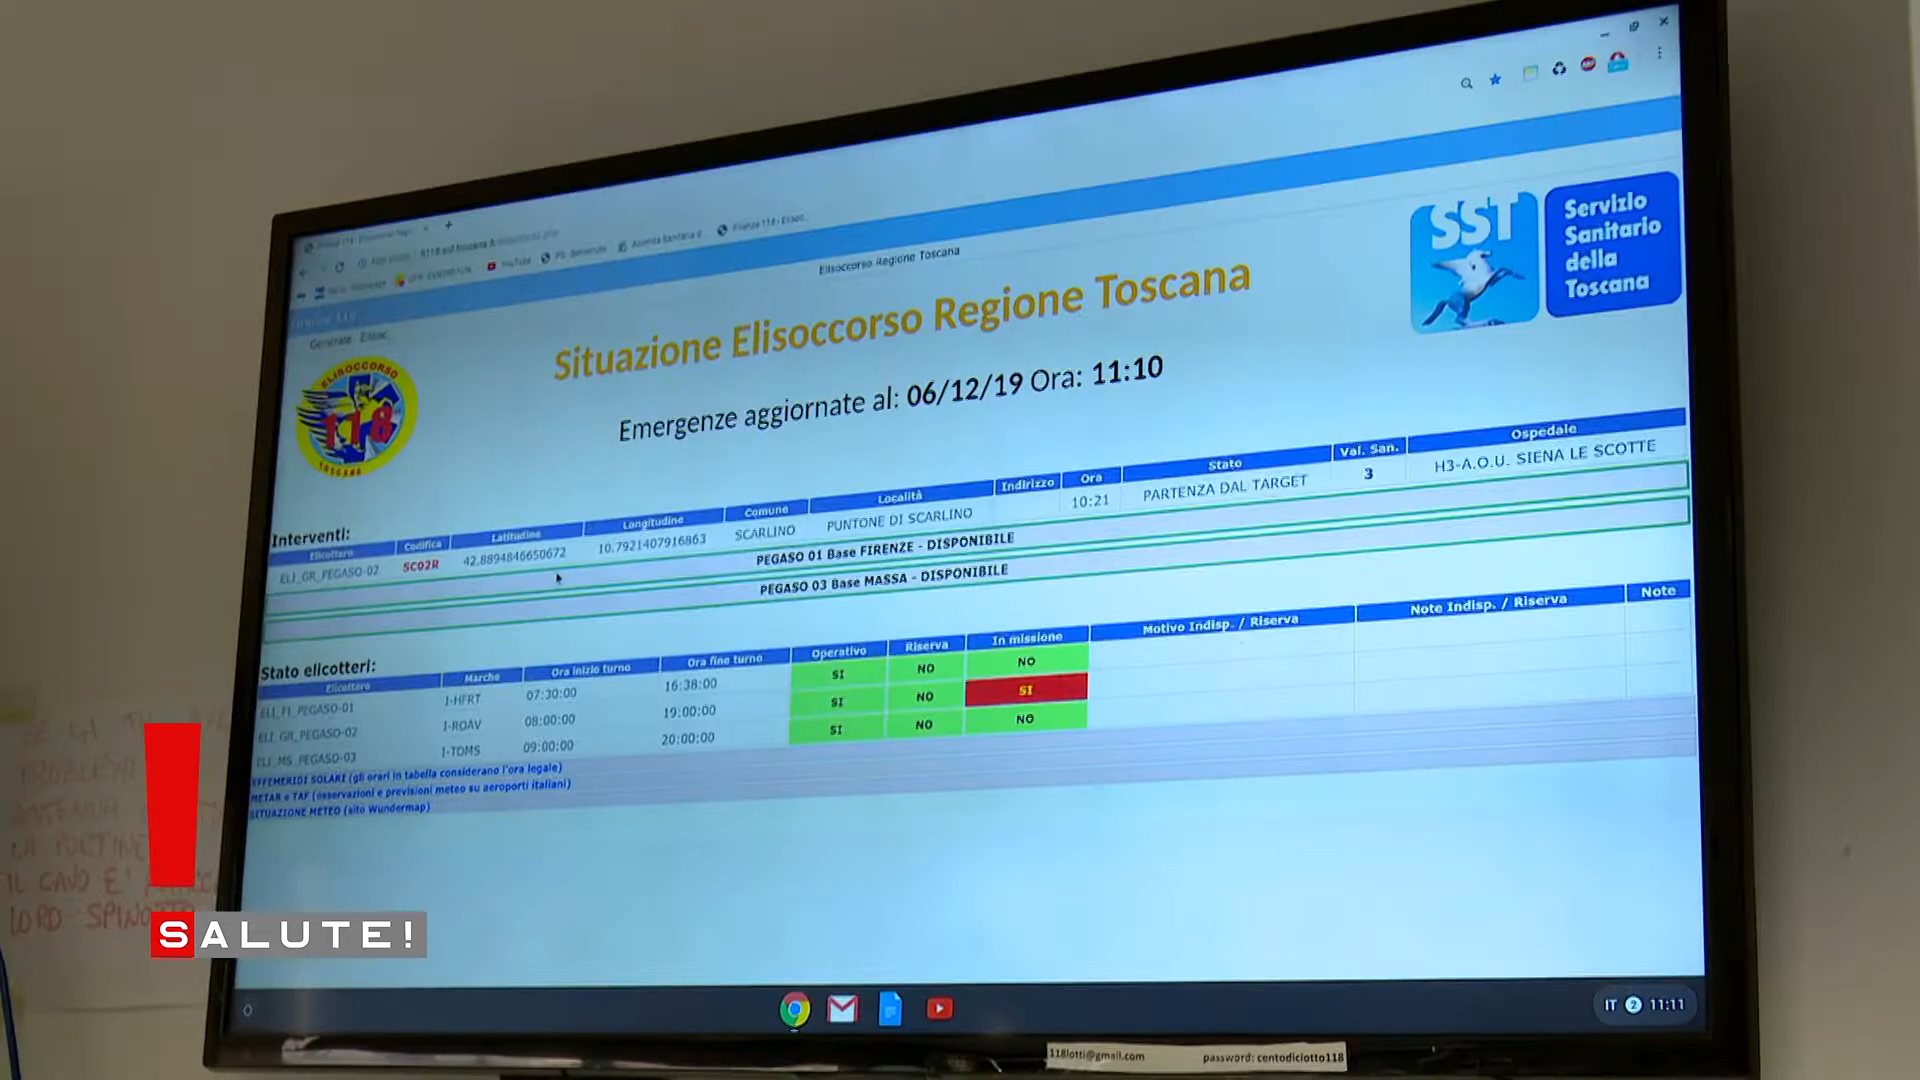 Elisoccorso Regione Toscana
Generale Elisoc
ELISOCCORSO
118
TOSCANA
Situazione Elisoccorso Regione Toscana
Emergenze aggiornate al: 06/12/19 Ora: 11:10
SST
Servizio
Sanitario
della
Toscana
Interventi:
Elicottero Codifica Latitudine Longitudine Comune Località Indirizzo Ora Stato Val. San. Ospedale
ELI_GR_PEGASO-02 SC02R 42.8894846650672 10.7921407916863 SCARLINO PUNTONE DI SCARLINO 10:21 PARTENZA DAL TARGET 3 H3-A.O.U. SIENA LE SCOTTE
PEGASO 01 Base FIRENZE - DISPONIBILE
PEGASO 03 Base MASSA - DISPONIBILE
Stato elicotteri:
Elicottero Marche Ora inizio turno Ora fine turno Operativo Riserva In missione Motivo Indisp. / Riserva Note Indisp. / Riserva Note
ELI_FI_PEGASO-01 I-HFRT 07:30:00 16:38:00 SI NO NO
ELI_GR_PEGASO-02 I-ROAV 08:00:00 19:00:00 SI NO SI
ELI_MS_PEGASO-03 I-TOMS 09:00:00 20:00:00 SI NO NO
EFFEMERIDI SOLARI (gli orari in tabella considerano l'ora legale)
METAR e TAF (osservazioni e previsioni meteo su aeroporti italiani)
SITUAZIONE METEO (sito Wundermap)
IL CAVO E'
LORD
SALUTE!
IT 2 11:11
118lotti@gmail.com password: centodiciotto118